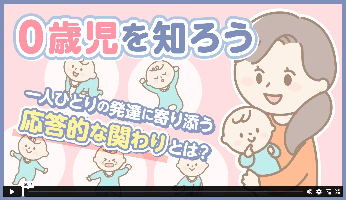 0歳児を知ろう
一人ひとりの発達に寄り添う
応答的な関わりとは?